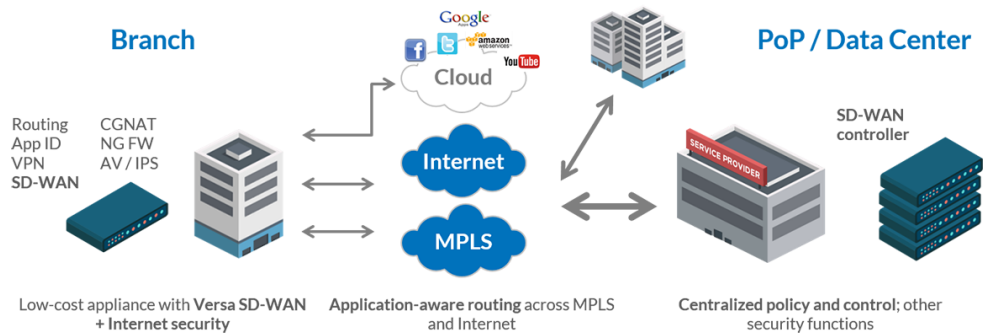 Branch
Routing
App ID
VPN
SD-WAN
CGNAT
NG FW
AV / IPS
Low-cost appliance with Versa SD-WAN
+ Internet security
Google
Apps
f
t
amazon
webservices™
YouTube
Cloud
Internet
MPLS
Application-aware routing across MPLS
and Internet
PoP / Data Center
SERVICE PROVIDER
SD-WAN
controller
Centralized policy and control; other
security functions